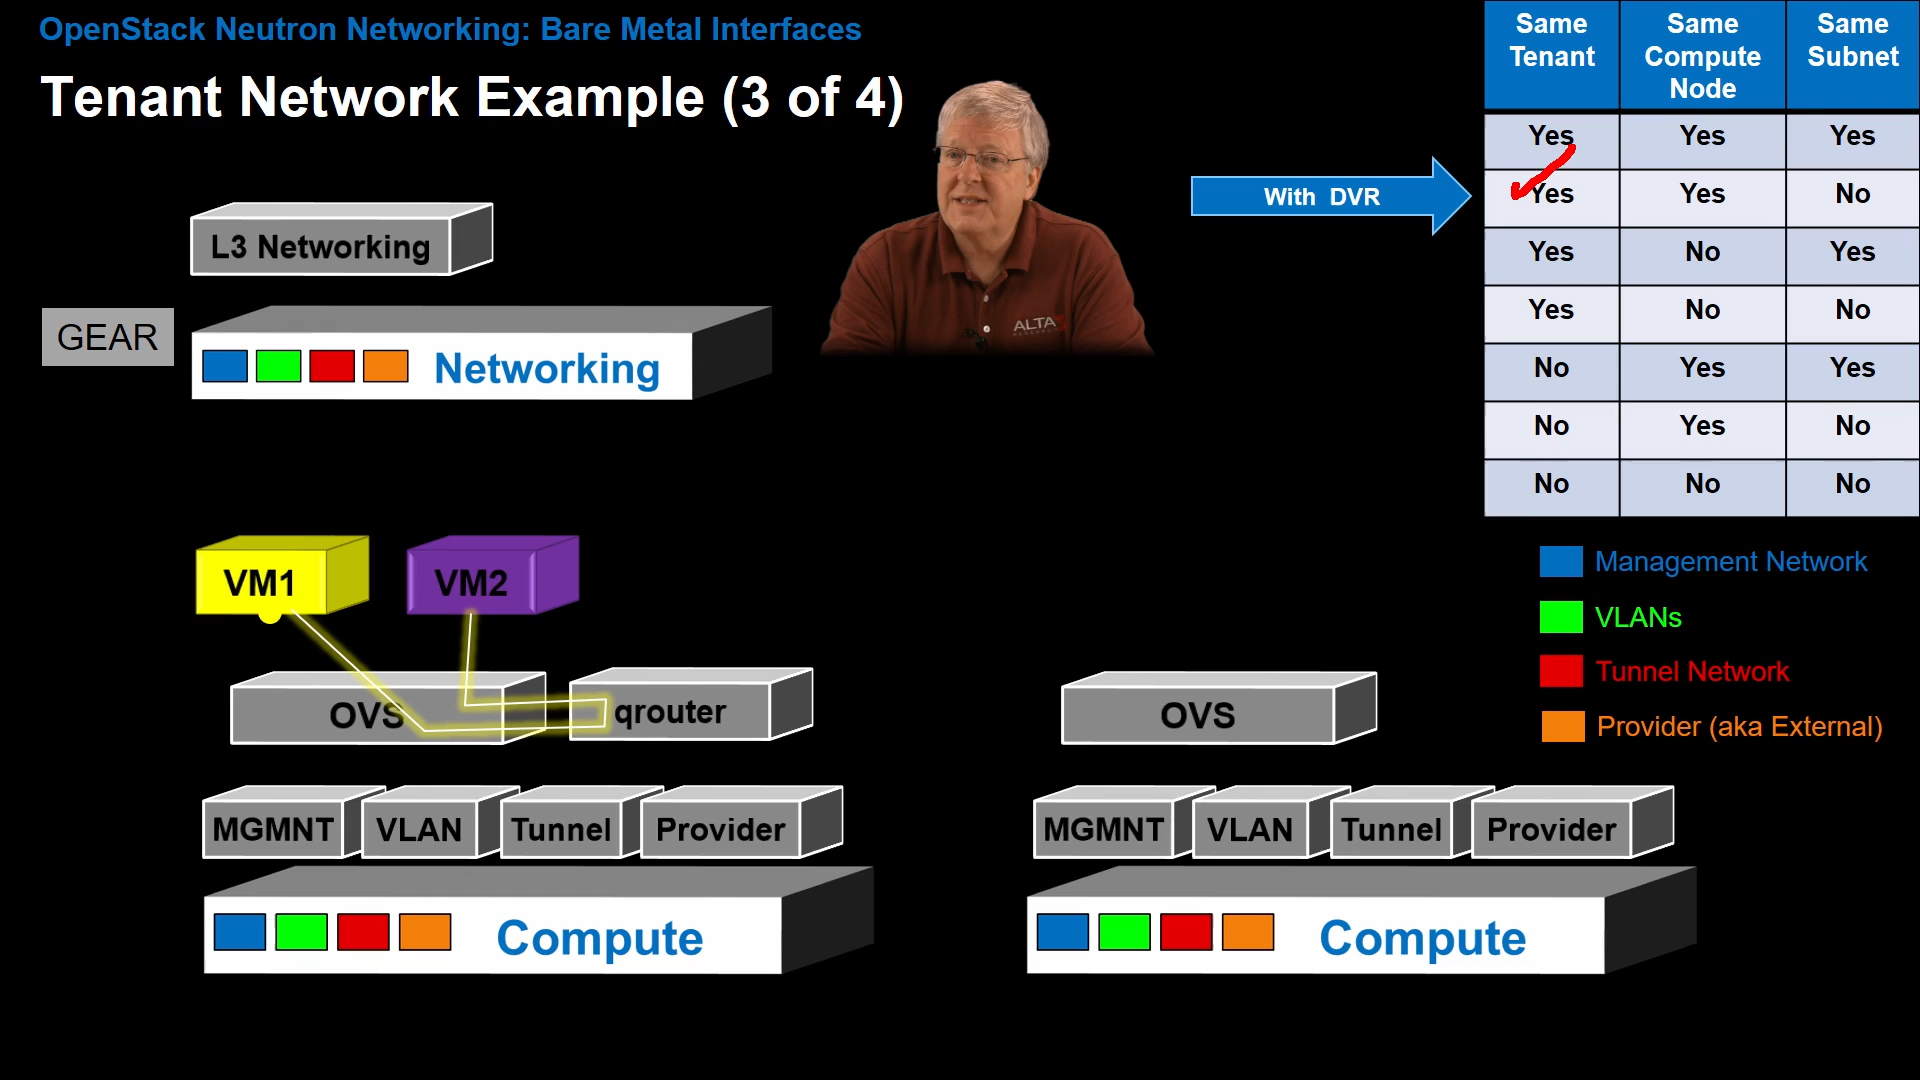 OpenStack Neutron Networking: Bare Metal Interfaces
Tenant Network Example (3 of 4)
Same Tenant
Same Compute Node
Same Subnet
Yes Yes Yes
Yes Yes No
Yes No Yes
Yes No No
No Yes Yes
No Yes No
No No No
With DVR
ALTA3
RESEARCH
L3 Networking
GEAR
Networking
VM1
VM2
OVS
qrouter
OVS
Management Network
VLANs
Tunnel Network
Provider (aka External)
MGMNT
VLAN
Tunnel
Provider
MGMNT
VLAN
Tunnel
Provider
Compute
Compute